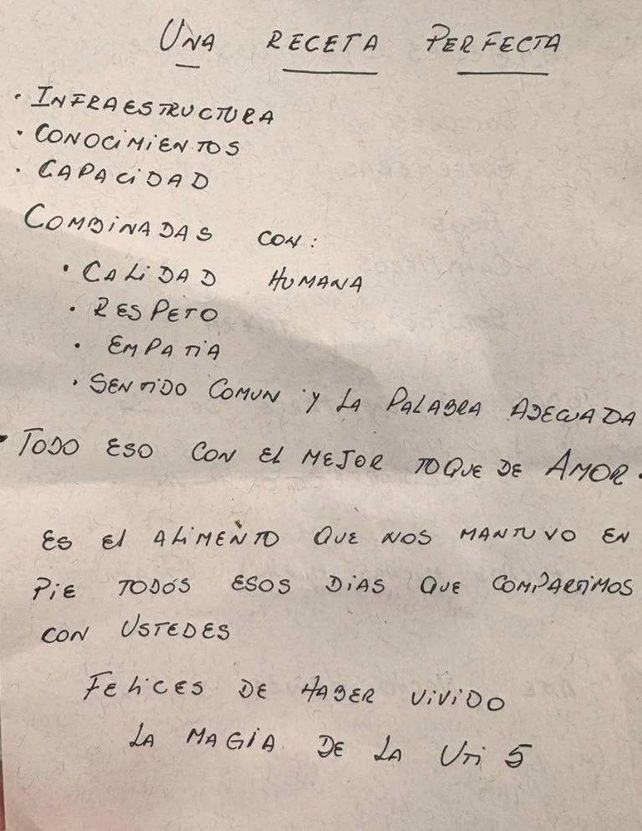 UNA RECETA PERFECTA
· INFRAESTRUCTURA
· CONOCIMIENTOS
· CAPACIDAD
COMBINADAS CON:
· CALIDAD HUMANA
· RESPETO
· EMPATIA
· SENTIDO COMUN Y LA PALABRA ADECUADA
· TODO ESO CON EL MEJOR TOQUE DE AMOR.
ES EL ALIMENTO QUE NOS MANTUVO EN
PIE TODOS ESOS DIAS QUE COMPARTIMOS
CON USTEDES
FELICES DE HABER VIVIDO
LA MAGIA DE LA UTI 5